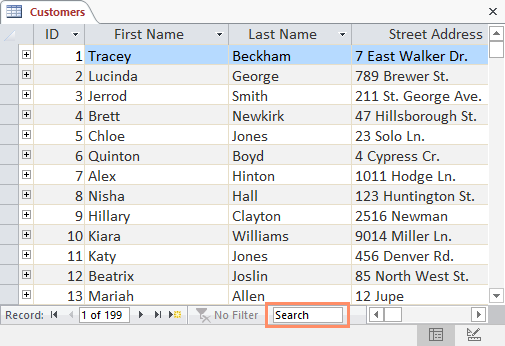 Customers
ID First Name Last Name Street Address
1 Tracey Beckham 7 East Walker Dr.
2 Lucinda George 789 Brewer St.
3 Jerrod Smith 211 St. George Ave.
4 Brett Newkirk 47 Hillsborough St.
5 Chloe Jones 23 Solo Ln.
6 Quinton Boyd 4 Cypress Cr.
7 Alex Hinton 1011 Hodge Ln.
8 Nisha Hall 123 Huntington St.
9 Hillary Clayton 2516 Newman
10 Kiara Williams 9014 Miller Ln.
11 Katy Jones 456 Denver Rd.
12 Beatrix Joslin 85 North West St.
13 Mariah Allen 12 Jupe
Record: 1 of 199 No Filter Search